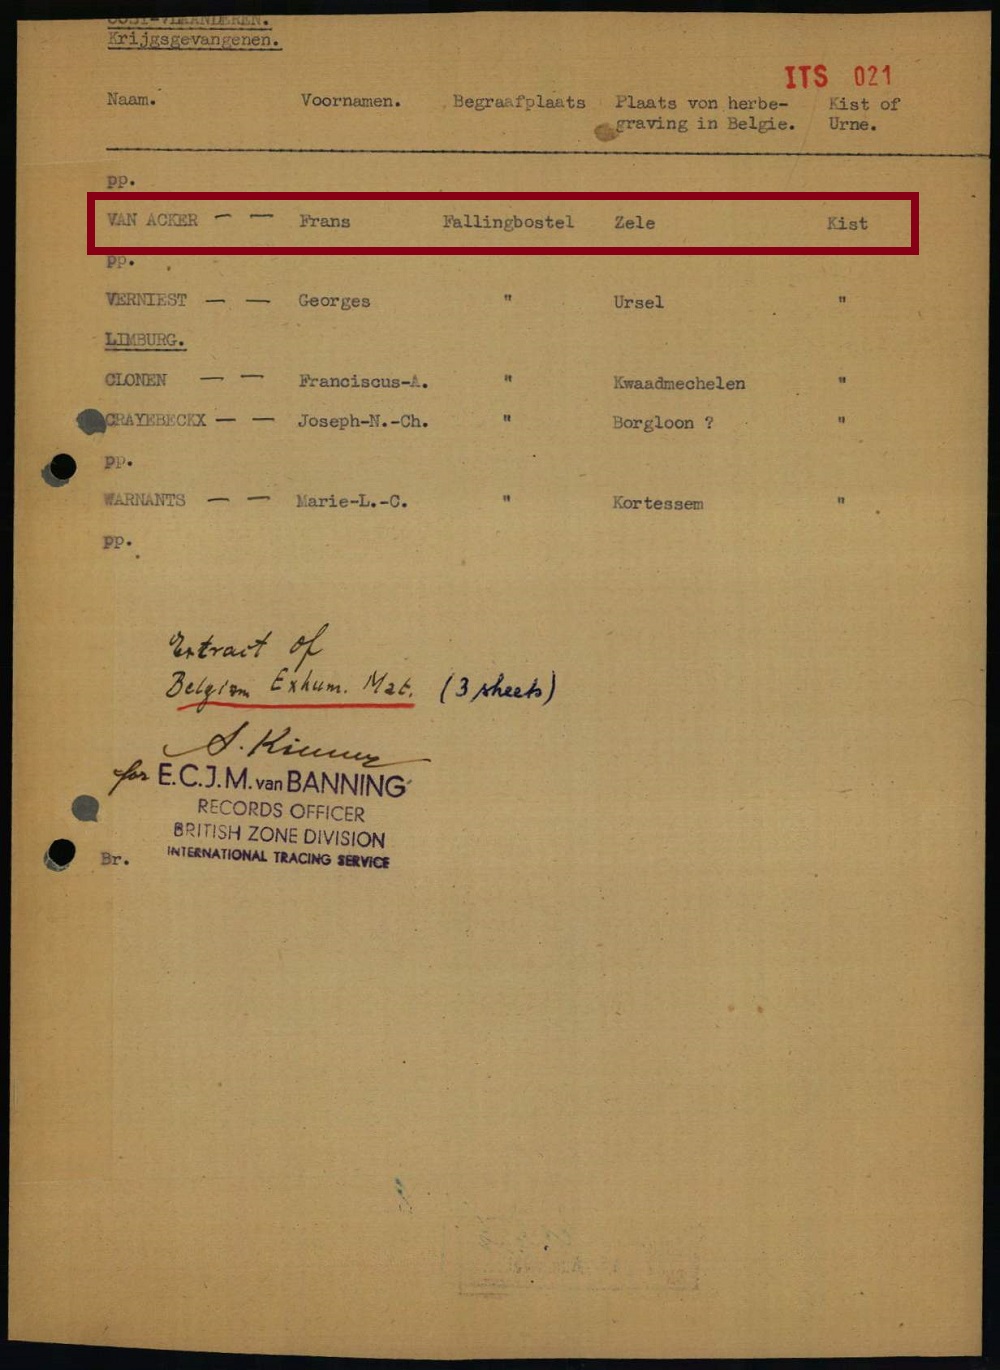 OOST-VLAANDEREN.
Krijgsgevangenen.
ITS 021
Naam. Voornamen. Begraafplaats Plaats von herbe- Kist of
graving in Belgie. Urne.
pp.
VAN ACKER — — Frans Fallingbostel Zele Kist
pp.
VERNIEST — — Georges " Ursel "
LIMBURG.
CLONEN — — Franciscus-A. " Kwaadmechelen "
CRAYEBECKX — — Joseph-N.-Ch. " Borgloon ? "
pp.
WARNANTS — — Marie-L.-C. " Kortessem "
pp.
Extract of
Belgian Exhum. Mat. (3 sheets)
for E.C.J.M. van BANNING
RECORDS OFFICER
BRITISH ZONE DIVISION
Br. INTERNATIONAL TRACING SERVICE